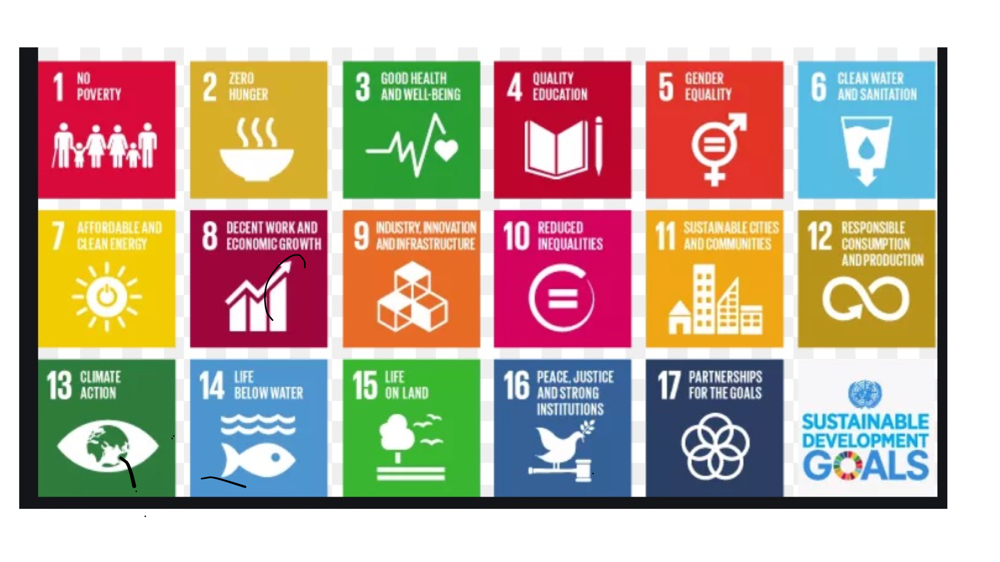 1 NO
POVERTY
2 ZERO
HUNGER
3 GOOD HEALTH
AND WELL-BEING
4 QUALITY
EDUCATION
5 GENDER
EQUALITY
6 CLEAN WATER
AND SANITATION
7 AFFORDABLE AND
CLEAN ENERGY
8 DECENT WORK AND
ECONOMIC GROWTH
9 INDUSTRY, INNOVATION
AND INFRASTRUCTURE
10 REDUCED
INEQUALITIES
11 SUSTAINABLE CITIES
AND COMMUNITIES
12 RESPONSIBLE
CONSUMPTION
AND PRODUCTION
13 CLIMATE
ACTION
14 LIFE
BELOW WATER
15 LIFE
ON LAND
16 PEACE, JUSTICE
AND STRONG
INSTITUTIONS
17 PARTNERSHIPS
FOR THE GOALS
SUSTAINABLE
DEVELOPMENT
GOALS